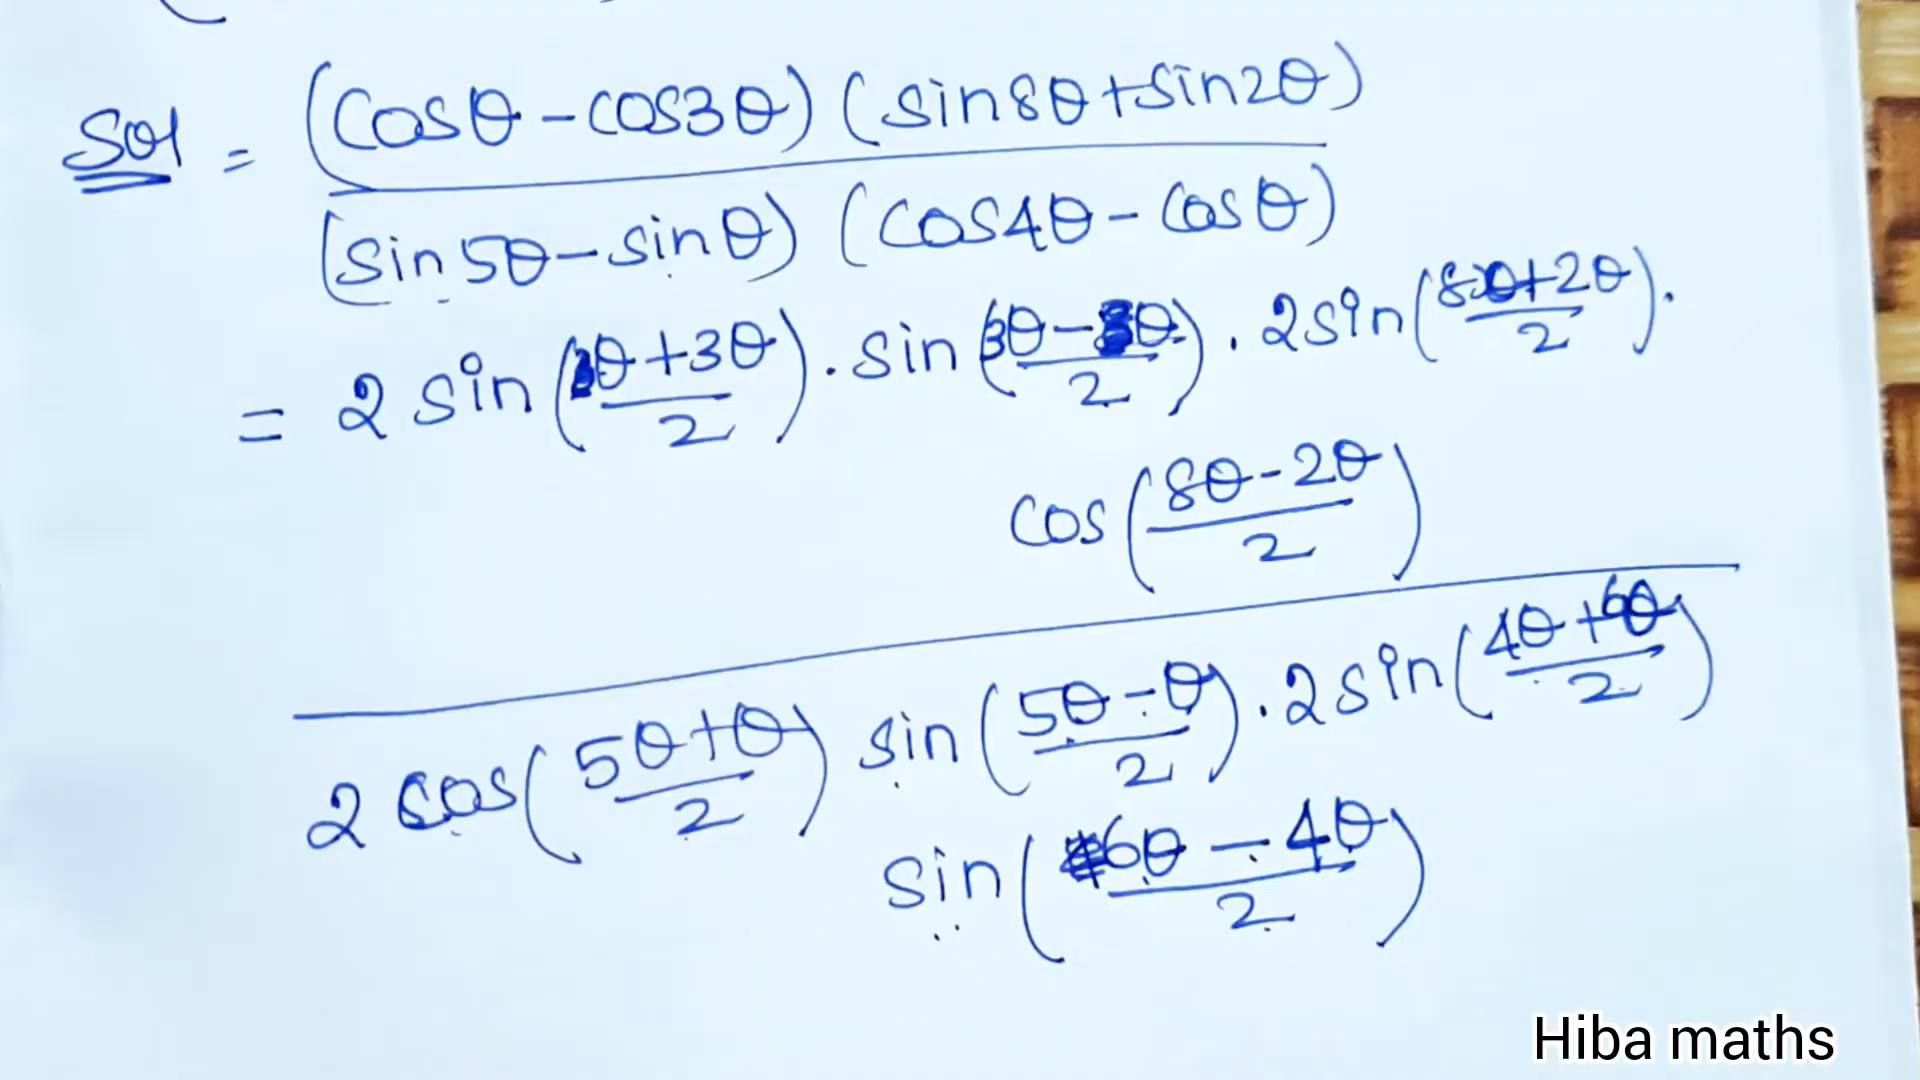 Sol = (cosθ - cos3θ) (sin8θ + sin2θ)
(sin5θ - sinθ) (cos4θ - cosθ)
= 2 sin (θ + 3θ / 2) . sin (3θ - θ / 2) . 2 sin (8θ + 2θ / 2) .
cos (8θ - 2θ / 2)
2 cos (5θ + θ / 2) sin (5θ - θ / 2) . 2 sin (4θ + 6θ / 2)
sin (6θ - 4θ / 2)
Hiba maths